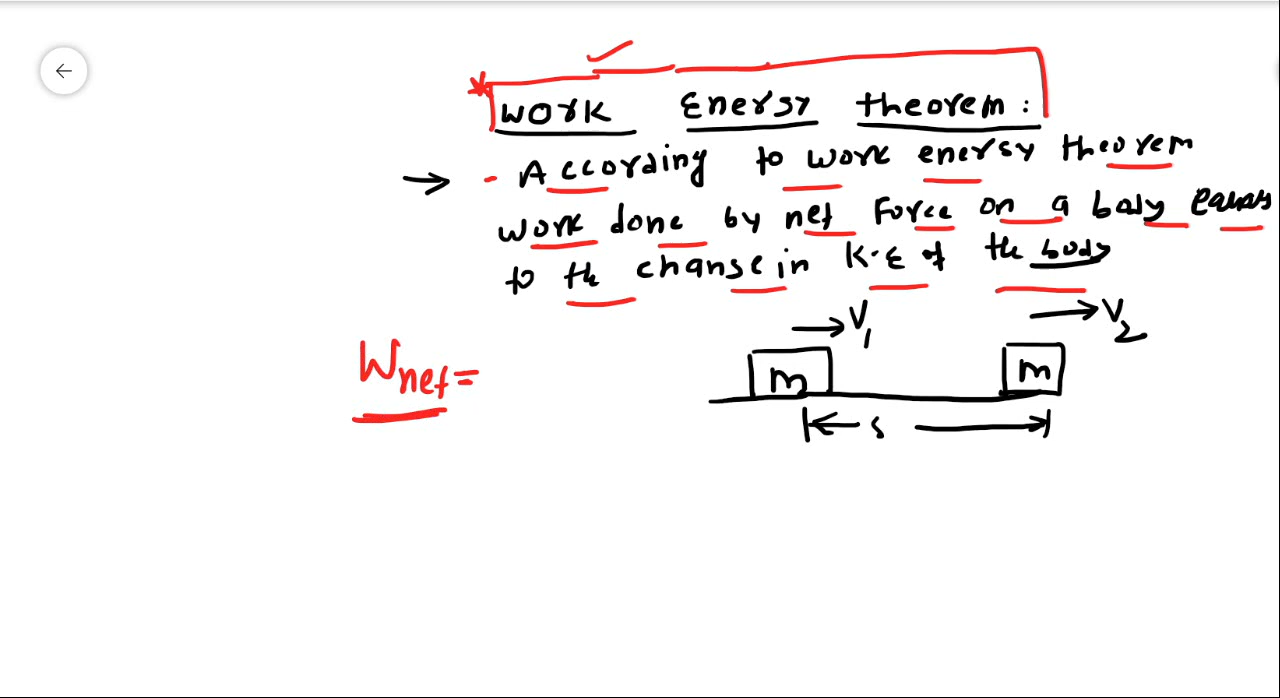 WORK Energy theorem :
- According to work energy theorem
work done by net Force on a body equals
to th change in K.E of the body
V1
V2
Wnet=
m
m
s